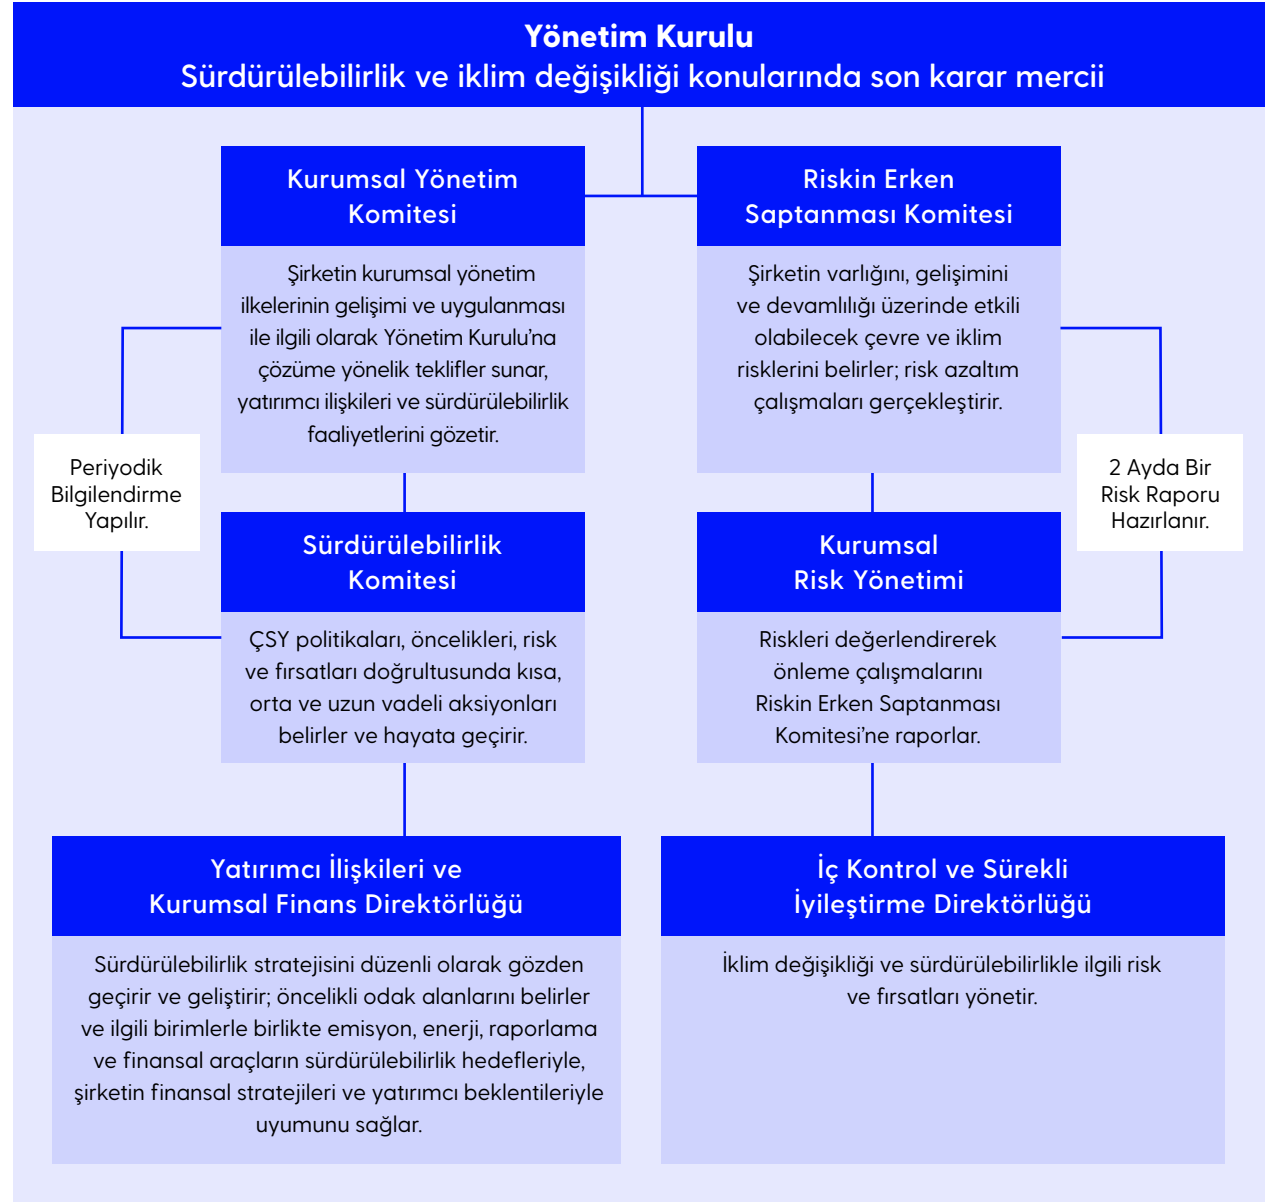 Yönetim Kurulu
Sürdürülebilirlik ve iklim değişikliği konularında son karar mercii
Kurumsal Yönetim
Komitesi
Şirketin kurumsal yönetim
ilkelerinin gelişimi ve uygulanması
ile ilgili olarak Yönetim Kurulu’na
çözüme yönelik teklifler sunar,
yatırımcı ilişkileri ve sürdürülebilirlik
faaliyetlerini gözetir.
Riskin Erken
Saptanması Komitesi
Şirketin varlığını, gelişimini
ve devamlılığı üzerinde etkili
olabilecek çevre ve iklim
risklerini belirler; risk azaltım
çalışmaları gerçekleştirir.
Periyodik
Bilgilendirme
Yapılır.
2 Ayda Bir
Risk Raporu
Hazırlanır.
Sürdürülebilirlik
Komitesi
ÇSY politikaları, öncelikleri, risk
ve fırsatları doğrultusunda kısa,
orta ve uzun vadeli aksiyonları
belirler ve hayata geçirir.
Kurumsal
Risk Yönetimi
Riskleri değerlendirerek
önleme çalışmalarını
Riskin Erken Saptanması
Komitesi’ne raporlar.
Yatırımcı İlişkileri ve
Kurumsal Finans Direktörlüğü
Sürdürülebilirlik stratejisini düzenli olarak gözden
geçirir ve geliştirir; öncelikli odak alanlarını belirler
ve ilgili birimlerle birlikte emisyon, enerji, raporlama
ve finansal araçların sürdürülebilirlik hedefleriyle,
şirketin finansal stratejileri ve yatırımcı beklentileriyle
uyumunu sağlar.
İç Kontrol ve Sürekli
İyileştirme Direktörlüğü
İklim değişikliği ve sürdürülebilirlikle ilgili risk
ve fırsatları yönetir.